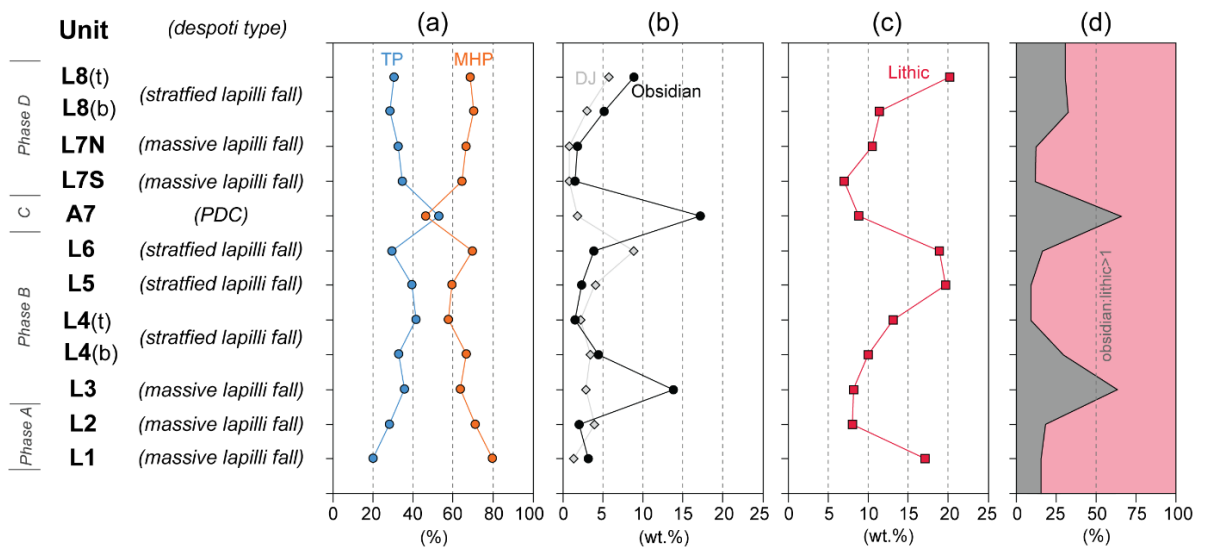 Unit (despoti type) (a) (b) (c) (d)
TP MHP DJ Obsidian Lithic
Phase D
L8(t)
(stratfied lapilli fall)
L8(b)
L7N (massive lapilli fall)
L7S (massive lapilli fall)
C
A7 (PDC)
Phase B
L6 (stratfied lapilli fall)
L5 (stratfied lapilli fall)
L4(t)
(stratfied lapilli fall)
L4(b)
L3 (massive lapilli fall)
Phase A
L2 (massive lapilli fall)
L1 (massive lapilli fall)
obsidian:lithic>1
0 20 40 60 80 100 0 5 10 15 20 25 0 5 10 15 20 25 0 25 50 75 100
(%) (wt.%) (wt.%) (%)